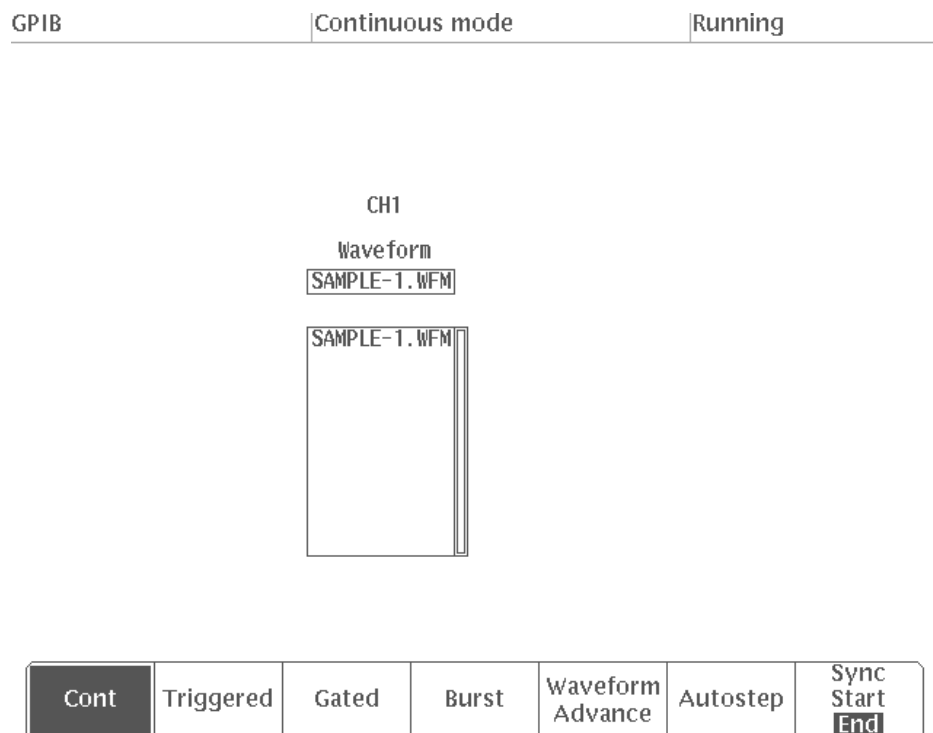 GPIB Continuous mode Running
CH1
Waveform
SAMPLE-1.WFM
SAMPLE-1.WFM
Cont Triggered Gated Burst Waveform Advance Autostep Sync Start End